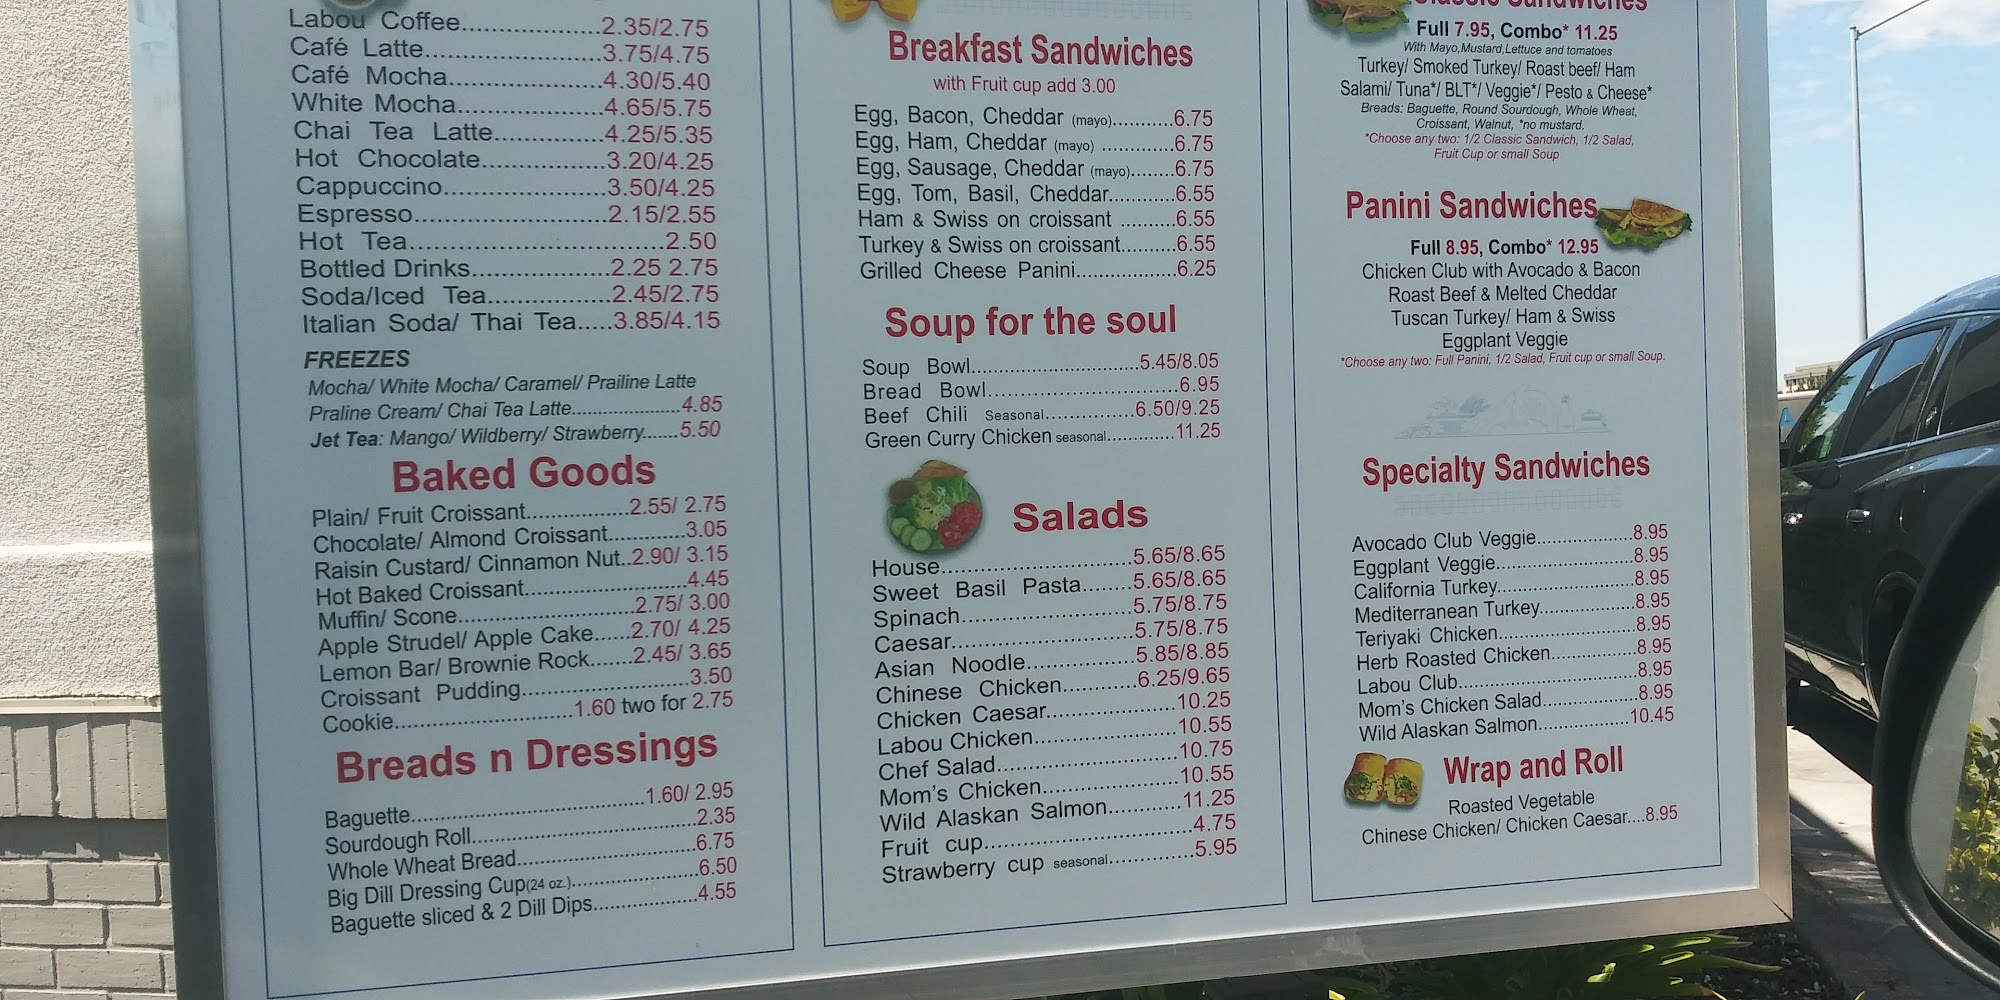 Labou Coffee....................2.35/2.75
Café Latte.........................3.75/4.75
Café Mocha......................4.30/5.40
White Mocha.....................4.65/5.75
Chai Tea Latte................4.25/5.35
Hot Chocolate..................3.20/4.25
Cappuccino.......................3.50/4.25
Espresso...........................2.15/2.55
Hot Tea....................................2.50
Bottled Drinks....................2.25 2.75
Soda/Iced Tea..................2.45/2.75
Italian Soda/ Thai Tea.....3.85/4.15
FREEZES
Mocha/ White Mocha/ Caramel/ Prailine Latte
Praline Cream/ Chai Tea Latte......................4.85
Jet Tea: Mango/ Wildberry/ Strawberry.......5.50
Baked Goods
Plain/ Fruit Croissant................2.55/ 2.75
Chocolate/ Almond Croissant............3.05
Raisin Custard/ Cinnamon Nut..2.90/ 3.15
Hot Baked Croissant.........................4.45
Muffin/ Scone............................2.75/ 3.00
Apple Strudel/ Apple Cake......2.70/ 4.25
Lemon Bar/ Brownie Rock.......2.45/ 3.65
Croissant Pudding..........................3.50
Cookie.............................1.60 two for 2.75
Breads n Dressings
Baguette......................................1.60/ 2.95
Sourdough Roll....................................2.35
Whole Wheat Bread............................6.75
Big Dill Dressing Cup(24 oz.)....................6.50
Baguette sliced & 2 Dill Dips.................4.55
Breakfast Sandwiches
with Fruit cup add 3.00
Egg, Bacon, Cheddar (mayo)..........6.75
Egg, Ham, Cheddar (mayo) ............6.75
Egg, Sausage, Cheddar (mayo).......6.75
Egg, Tom, Basil, Cheddar............6.55
Ham & Swiss on croissant ..........6.55
Turkey & Swiss on croissant.........6.55
Grilled Cheese Panini..................6.25
Soup for the soul
Soup Bowl............................5.45/8.05
Bread Bowl................................6.95
Beef Chili Seasonal...............6.50/9.25
Green Curry Chicken seasonal............11.25
Salads
House.............................5.65/8.65
Sweet Basil Pasta.......5.65/8.65
Spinach.........................5.75/8.75
Caesar..........................5.75/8.75
Asian Noodle................5.85/8.85
Chinese Chicken...........6.25/9.65
Chicken Caesar...................10.25
Labou Chicken.....................10.55
Chef Salad...........................10.75
Mom's Chicken....................10.55
Wild Alaskan Salmon..........11.25
Fruit cup...............................4.75
Strawberry cup seasonal............5.95
Classic Sandwiches
Full 7.95, Combo* 11.25
With Mayo,Mustard,Lettuce and tomatoes
Turkey/ Smoked Turkey/ Roast beef/ Ham
Salami/ Tuna*/ BLT*/ Veggie*/ Pesto & Cheese*
Breads: Baguette, Round Sourdough, Whole Wheat,
Croissant, Walnut, *no mustard.
*Choose any two: 1/2 Classic Sandwich, 1/2 Salad,
Fruit Cup or small Soup
Panini Sandwiches
Full 8.95, Combo* 12.95
Chicken Club with Avocado & Bacon
Roast Beef & Melted Cheddar
Tuscan Turkey/ Ham & Swiss
Eggplant Veggie
*Choose any two: Full Panini, 1/2 Salad, Fruit cup or small Soup.
Specialty Sandwiches
Avocado Club Veggie...................8.95
Eggplant Veggie...........................8.95
California Turkey...........................8.95
Mediterranean Turkey..................8.95
Teriyaki Chicken...........................8.95
Herb Roasted Chicken................8.95
Labou Club...................................8.95
Mom's Chicken Salad..................8.95
Wild Alaskan Salmon.................10.45
Wrap and Roll
Roasted Vegetable
Chinese Chicken/ Chicken Caesar....8.95